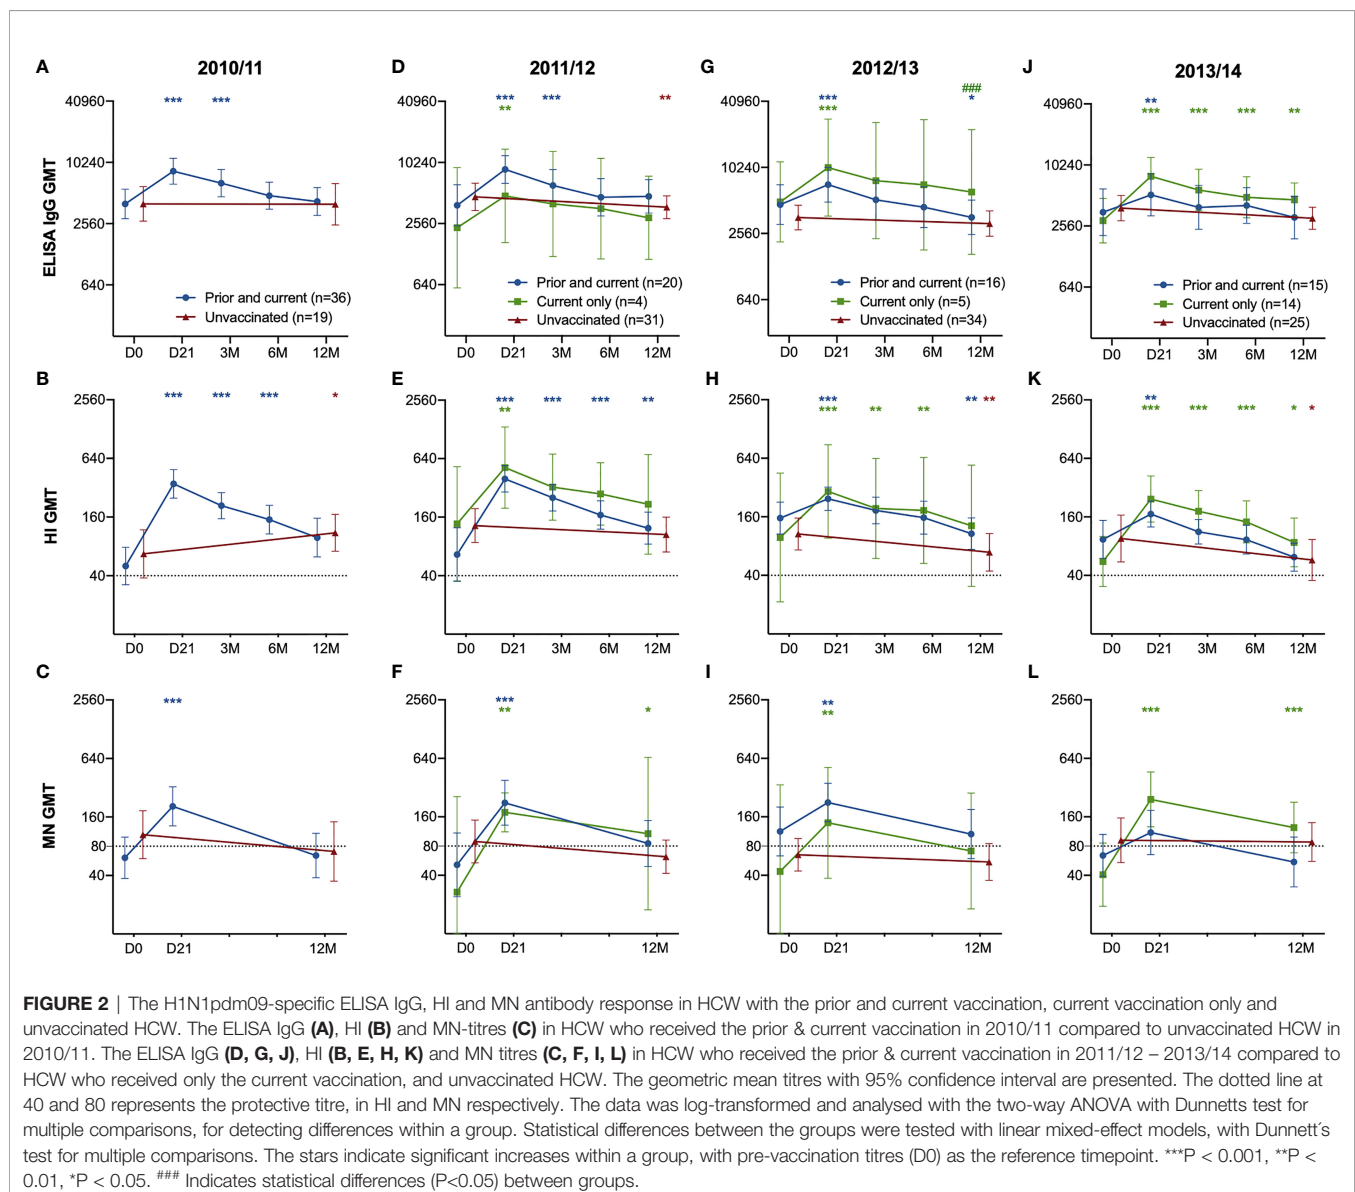 A
2010/11
D
2011/12
G
2012/13
J
2013/14
ELISA IgG GMT
40960
10240
2560
640
*** ***
Prior and current (n=36)
Unvaccinated (n=19)
D0 D21 3M 6M 12M
40960
10240
2560
640
*** *** **
**
Prior and current (n=20)
Current only (n=4)
Unvaccinated (n=31)
D0 D21 3M 6M 12M
40960
10240
2560
640
###
*** *
***
Prior and current (n=16)
Current only (n=5)
Unvaccinated (n=34)
D0 D21 3M 6M 12M
40960
10240
2560
640
**
*** *** *** **
Prior and current (n=15)
Current only (n=14)
Unvaccinated (n=25)
D0 D21 3M 6M 12M
B
E
H
K
HI GMT
2560
640
160
40
*** *** *** *
D0 D21 3M 6M 12M
2560
640
160
40
*** *** *** **
**
D0 D21 3M 6M 12M
2560
640
160
40
*** ** **
*** ** **
D0 D21 3M 6M 12M
2560
640
160
40
**
*** *** *** * *
D0 D21 3M 6M 12M
C
F
I
L
MN GMT
2560
640
160
80
40
***
D0 D21 12M
2560
640
160
80
40
***
** *
D0 D21 12M
2560
640
160
80
40
**
**
D0 D21 12M
2560
640
160
80
40
*** ***
D0 D21 12M
FIGURE 2 | The H1N1pdm09-specific ELISA IgG, HI and MN antibody response in HCW with the prior and current vaccination, current vaccination only and
unvaccinated HCW. The ELISA IgG (A), HI (B) and MN-titres (C) in HCW who received the prior & current vaccination in 2010/11 compared to unvaccinated HCW in
2010/11. The ELISA IgG (D, G, J), HI (B, E, H, K) and MN titres (C, F, I, L) in HCW who received the prior & current vaccination in 2011/12 – 2013/14 compared to
HCW who received only the current vaccination, and unvaccinated HCW. The geometric mean titres with 95% confidence interval are presented. The dotted line at
40 and 80 represents the protective titre, in HI and MN respectively. The data was log-transformed and analysed with the two-way ANOVA with Dunnetts test for
multiple comparisons, for detecting differences within a group. Statistical differences between the groups were tested with linear mixed-effect models, with Dunnett´s
test for multiple comparisons. The stars indicate significant increases within a group, with pre-vaccination titres (D0) as the reference timepoint. ***P < 0.001, **P <
0.01, *P < 0.05. ### Indicates statistical differences (P<0.05) between groups.